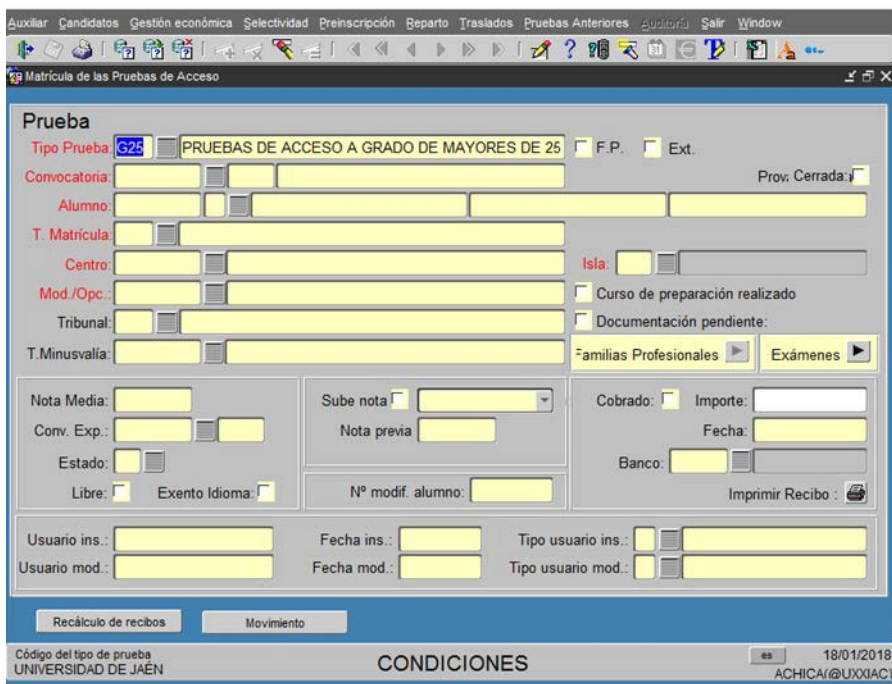 Auxiliar Candidatos Gestión económica Selectividad Preinscripción Reparto Traslados Pruebas Anteriores Auditoría Salir Window
Matrícula de las Pruebas de Acceso
Prueba
Tipo Prueba: G25 PRUEBAS DE ACCESO A GRADO DE MAYORES DE 25 F.P. Ext.
Convocatoria: Prov. Cerrada:
Alumno:
T. Matrícula:
Centro: Isla:
Mod./Opc.: Curso de preparación realizado
Tribunal: Documentación pendiente:
T.Minusvalía: Familias Profesionales Exámenes
Nota Media: Sube nota Cobrado: Importe:
Conv. Exp.: Nota previa Fecha:
Estado: Banco:
Libre: Exento Idioma: Nº modif. alumno: Imprimir Recibo :
Usuario ins.: Fecha ins.: Tipo usuario ins.:
Usuario mod.: Fecha mod.: Tipo usuario mod.:
Recálculo de recibos Movimiento
Código del tipo de prueba es 18/01/2018
UNIVERSIDAD DE JAÉN CONDICIONES ACHICA(@UXXIAC)